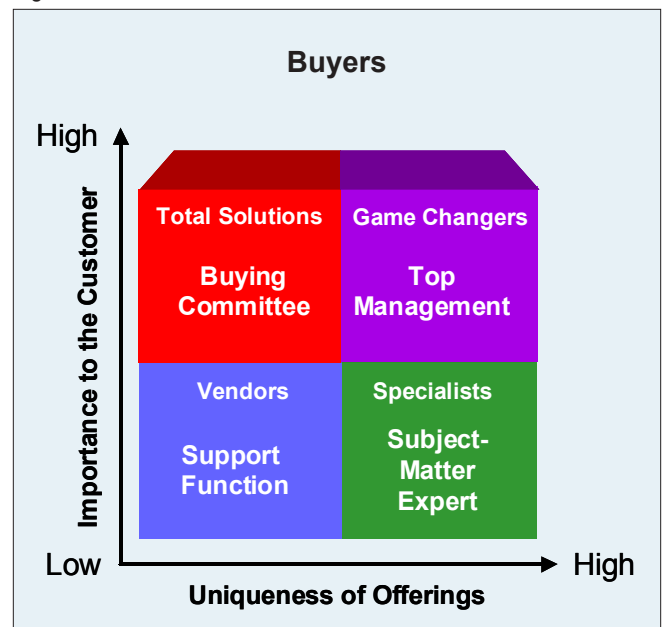 Buyers
High
Importance to the Customer
Total Solutions
Buying
Committee
Game Changers
Top
Management
Vendors
Support
Function
Specialists
Subject-
Matter
Expert
Low
High
Uniqueness of Offerings